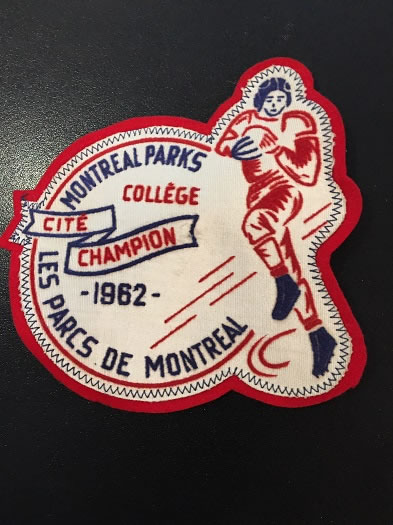 MONTREAL PARKS
COLLÈGE
CITÉ
CHAMPION
-1962-
LES PARCS DE MONTREAL